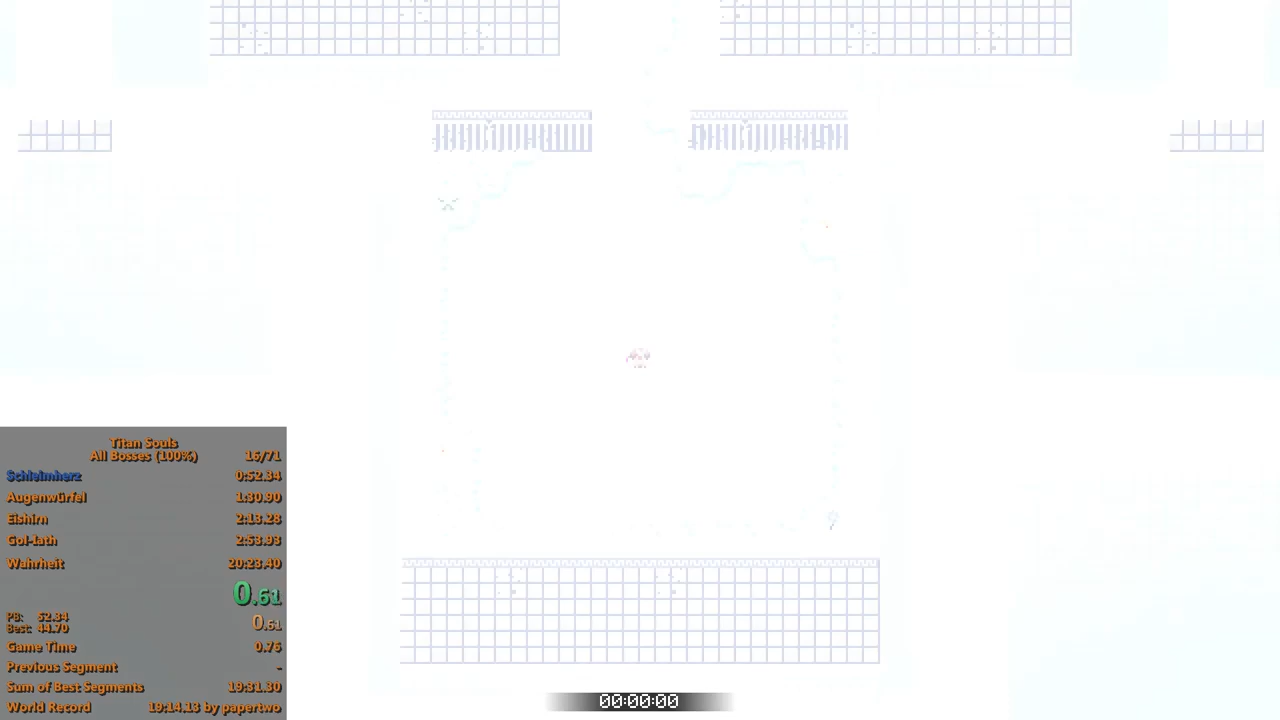 Titan Souls
All Bosses (100%) 16/71
Schleimherz 0:52.34
Augenwürfel 1:30.90
Eishirn 2:13.28
Gol-lath 2:53.93
Wahrheit 20:23.40
0.61
PB: 52.34 0.61
Best: 44.70
Game Time 0.75
Previous Segment -
Sum of Best Segments 19:31.30
World Record 19:14.13 by papertwo
00:00:00